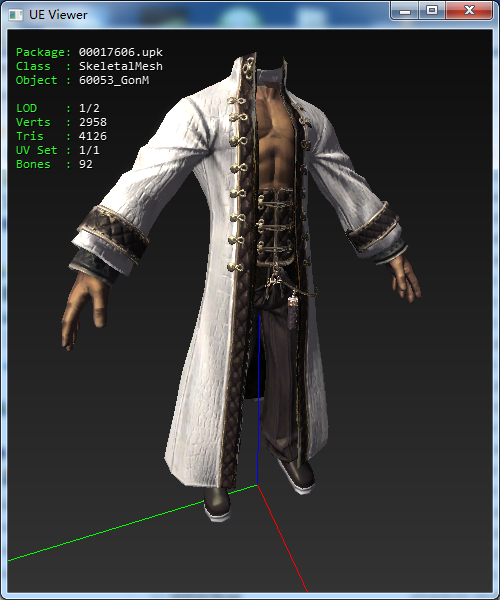 UE Viewer
Package: 00017606.upk
Class  : SkeletalMesh
Object : 60053_GonM
LOD    : 1/2
Verts  : 2958
Tris   : 4126
UV Set : 1/1
Bones  : 92